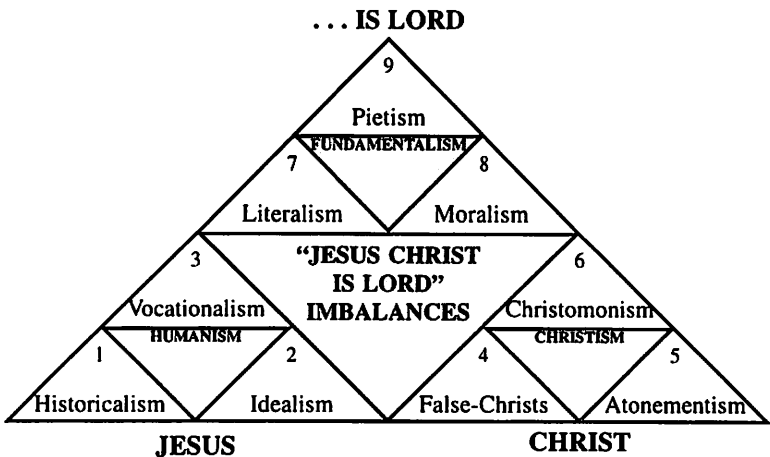 . . . IS LORD
9
Pietism
FUNDAMENTALISM
7
8
Literalism
Moralism
"JESUS CHRIST
IS LORD"
IMBALANCES
3
6
Vocationalism
Christomonism
HUMANISM
CHRISTISM
1
2
4
5
Historicalism
Idealism
False-Christs
Atonementism
JESUS
CHRIST